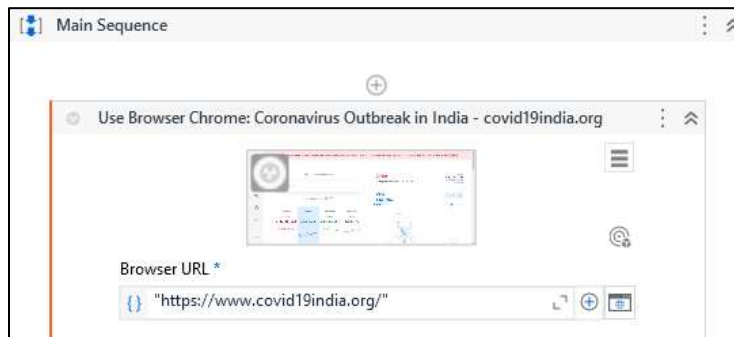 Main Sequence
Use Browser Chrome: Coronavirus Outbreak in India - covid19india.org
Browser URL *
"https://www.covid19india.org/"